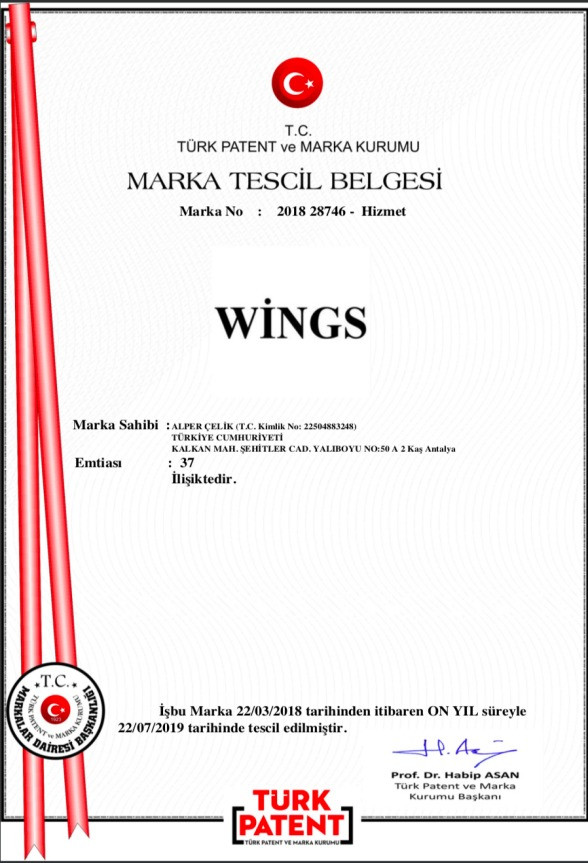 T.C.
TÜRK PATENT ve MARKA KURUMU
MARKA TESCİL BELGESİ
Marka No : 2018 28746 - Hizmet
WİNGS
Marka Sahibi : ALPER ÇELİK (T.C. Kimlik No: 22504883248)
TÜRKİYE CUMHURİYETİ
KALKAN MAH. ŞEHİTLER CAD. YALIBOYU NO:50 A 2 Kaş Antalya
Emtiası : 37
İlişiktedir.
T.C.
TÜRK PATENT ve MARKA KURUMU
MARKALAR DAİRESİ BAŞKANLIĞI
İşbu Marka 22/03/2018 tarihinden itibaren ON YIL süreyle
22/07/2019 tarihinde tescil edilmiştir.
Prof. Dr. Habip ASAN
Türk Patent ve Marka
Kurumu Başkanı
TÜRK
PATENT
TÜRK PATENT VE MARKA KURUMU